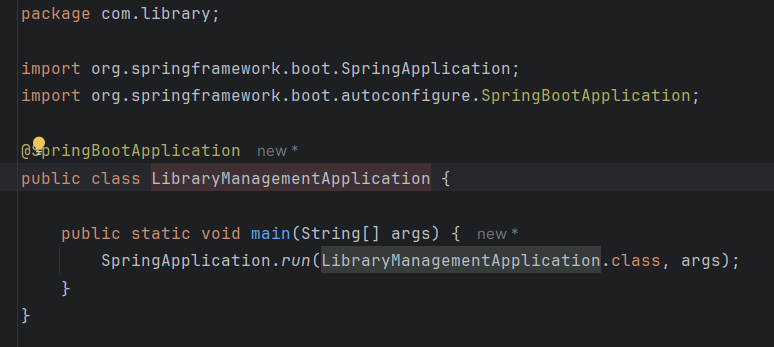 package com.library;
import org.springframework.boot.SpringApplication;
import org.springframework.boot.autoconfigure.SpringBootApplication;
@SpringBootApplication new *
public class LibraryManagementApplication {
public static void main(String[] args) { new *
SpringApplication.run(LibraryManagementApplication.class, args);
}
}